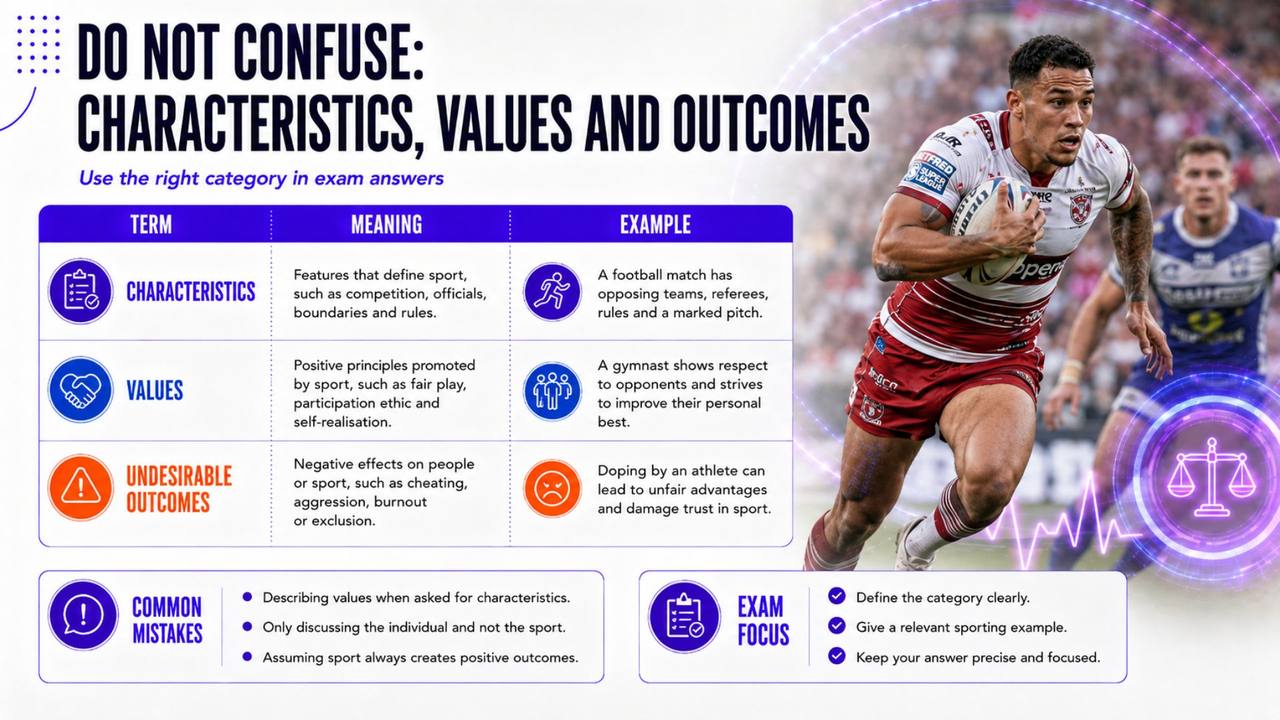 DO NOT CONFUSE:
CHARACTERISTICS, VALUES AND OUTCOMES
Use the right category in exam answers
TERM
MEANING
EXAMPLE
CHARACTERISTICS
Features that define sport,
such as competition, officials,
boundaries and rules.
A football match has
opposing teams, referees,
rules and a marked pitch.
VALUES
Positive principles promoted
by sport, such as fair play,
participation ethic and
self-realisation.
A gymnast shows respect
to opponents and strives
to improve their personal
best.
UNDESIRABLE
OUTCOMES
Negative effects on people
or sport, such as cheating,
aggression, burnout
or exclusion.
Doping by an athlete can
lead to unfair advantages
and damage trust in sport.
COMMON
MISTAKES
Describing values when asked for characteristics.
Only discussing the individual and not the sport.
Assuming sport always creates positive outcomes.
EXAM
FOCUS
Define the category clearly.
Give a relevant sporting example.
Keep your answer precise and focused.
SUPER
LEAGUE